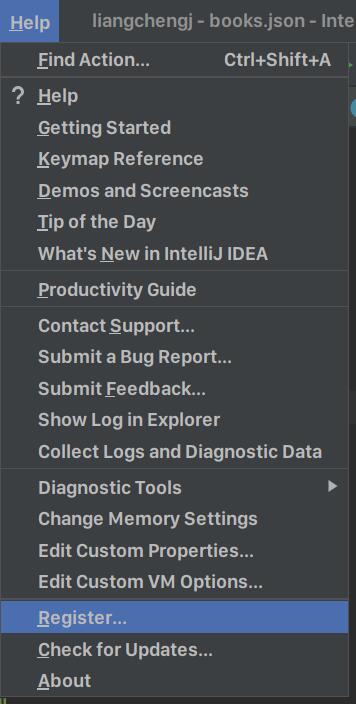 Help liangchengj - books.json - Inte
Find Action... Ctrl+Shift+A
? Help
Getting Started
Keymap Reference
Demos and Screencasts
Tip of the Day
What's New in IntelliJ IDEA
Productivity Guide
Contact Support...
Submit a Bug Report...
Submit Feedback...
Show Log in Explorer
Collect Logs and Diagnostic Data
Diagnostic Tools
Change Memory Settings
Edit Custom Properties...
Edit Custom VM Options...
Register...
Check for Updates...
About